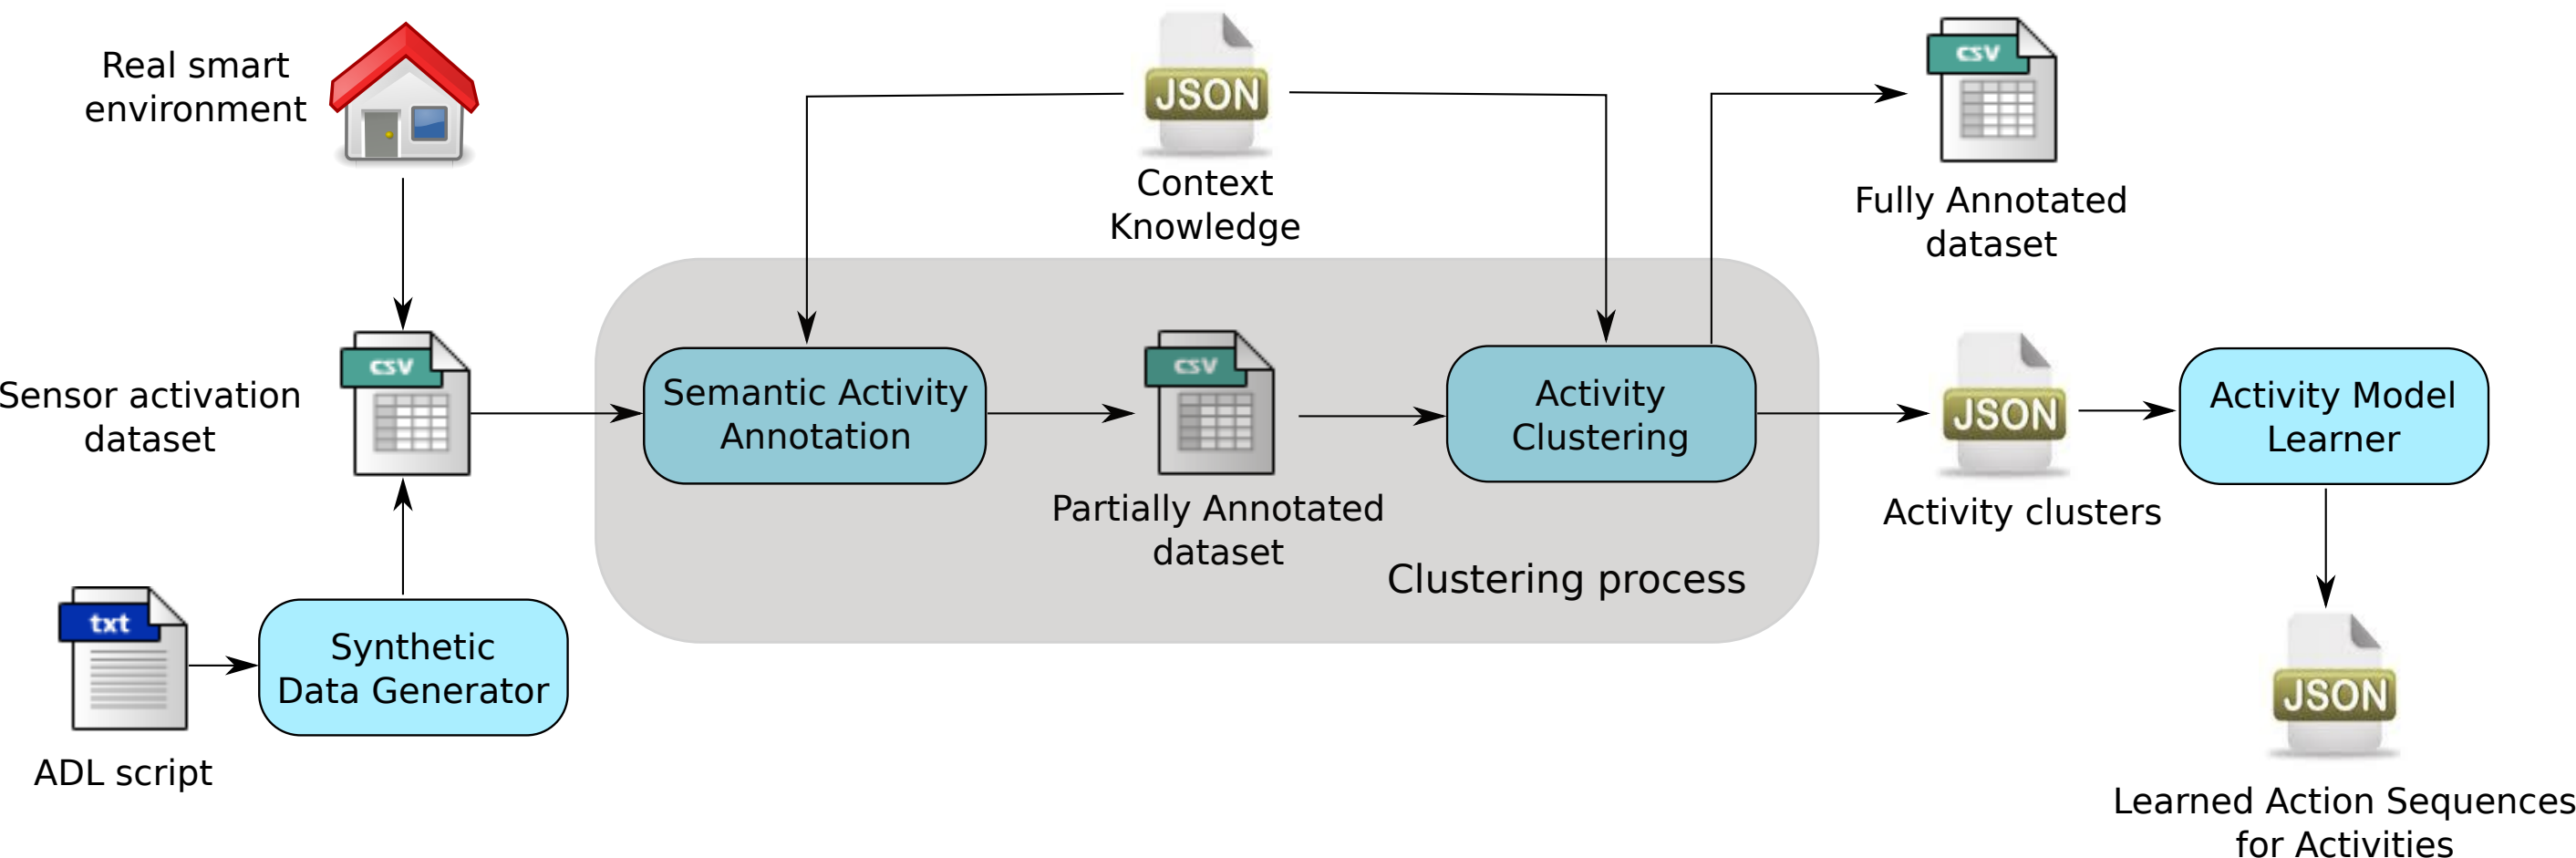 Real smart
environment
JSON
Context
Knowledge
csv
Fully Annotated
dataset
Sensor activation
dataset
csv
Semantic Activity
Annotation
csv
Partially Annotated
dataset
Activity
Clustering
Clustering process
JSON
Activity clusters
Activity Model
Learner
txt
ADL script
Synthetic
Data Generator
JSON
Learned Action Sequences
for Activities